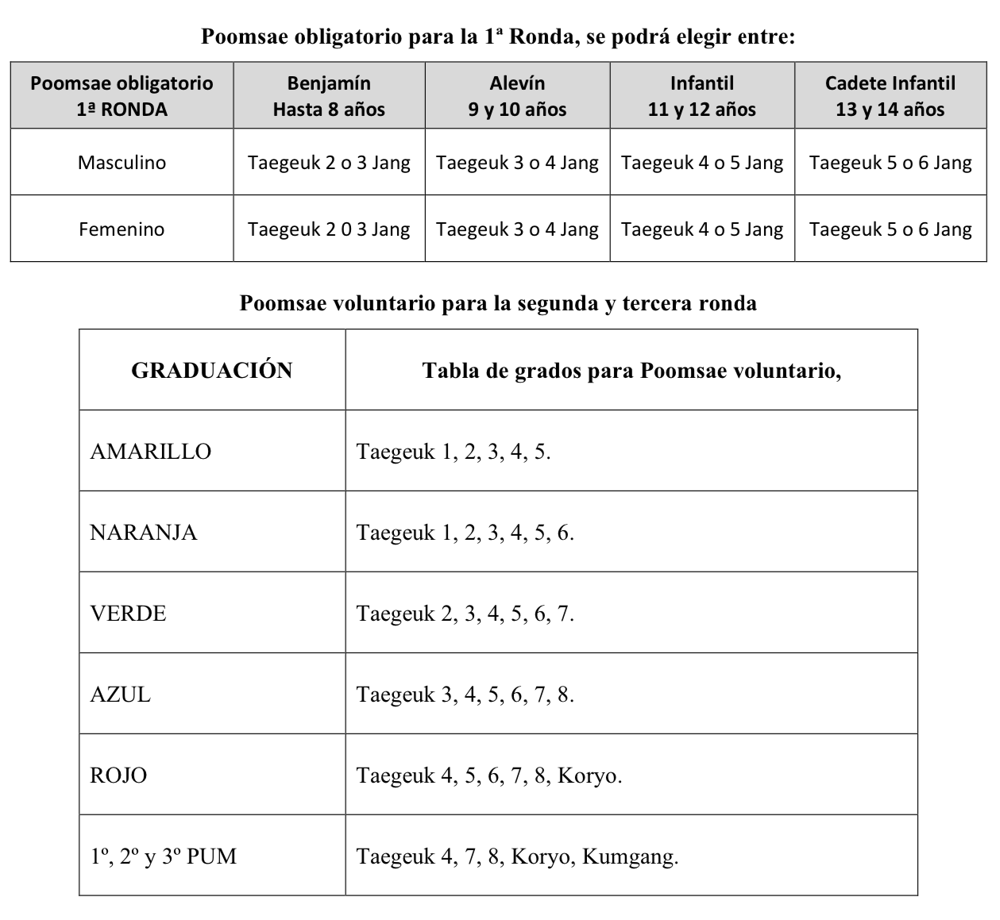 Poomsae obligatorio para la 1ª Ronda, se podrá elegir entre:
Poomsae obligatorio Benjamín Alevín Infantil Cadete Infantil
1ª RONDA Hasta 8 años 9 y 10 años 11 y 12 años 13 y 14 años
Masculino Taegeuk 2 o 3 Jang Taegeuk 3 o 4 Jang Taegeuk 4 o 5 Jang Taegeuk 5 o 6 Jang
Femenino Taegeuk 2 0 3 Jang Taegeuk 3 o 4 Jang Taegeuk 4 o 5 Jang Taegeuk 5 o 6 Jang
Poomsae voluntario para la segunda y tercera ronda
GRADUACIÓN Tabla de grados para Poomsae voluntario,
AMARILLO Taegeuk 1, 2, 3, 4, 5.
NARANJA Taegeuk 1, 2, 3, 4, 5, 6.
VERDE Taegeuk 2, 3, 4, 5, 6, 7.
AZUL Taegeuk 3, 4, 5, 6, 7, 8.
ROJO Taegeuk 4, 5, 6, 7, 8, Koryo.
1º, 2º y 3º PUM Taegeuk 4, 7, 8, Koryo, Kumgang.